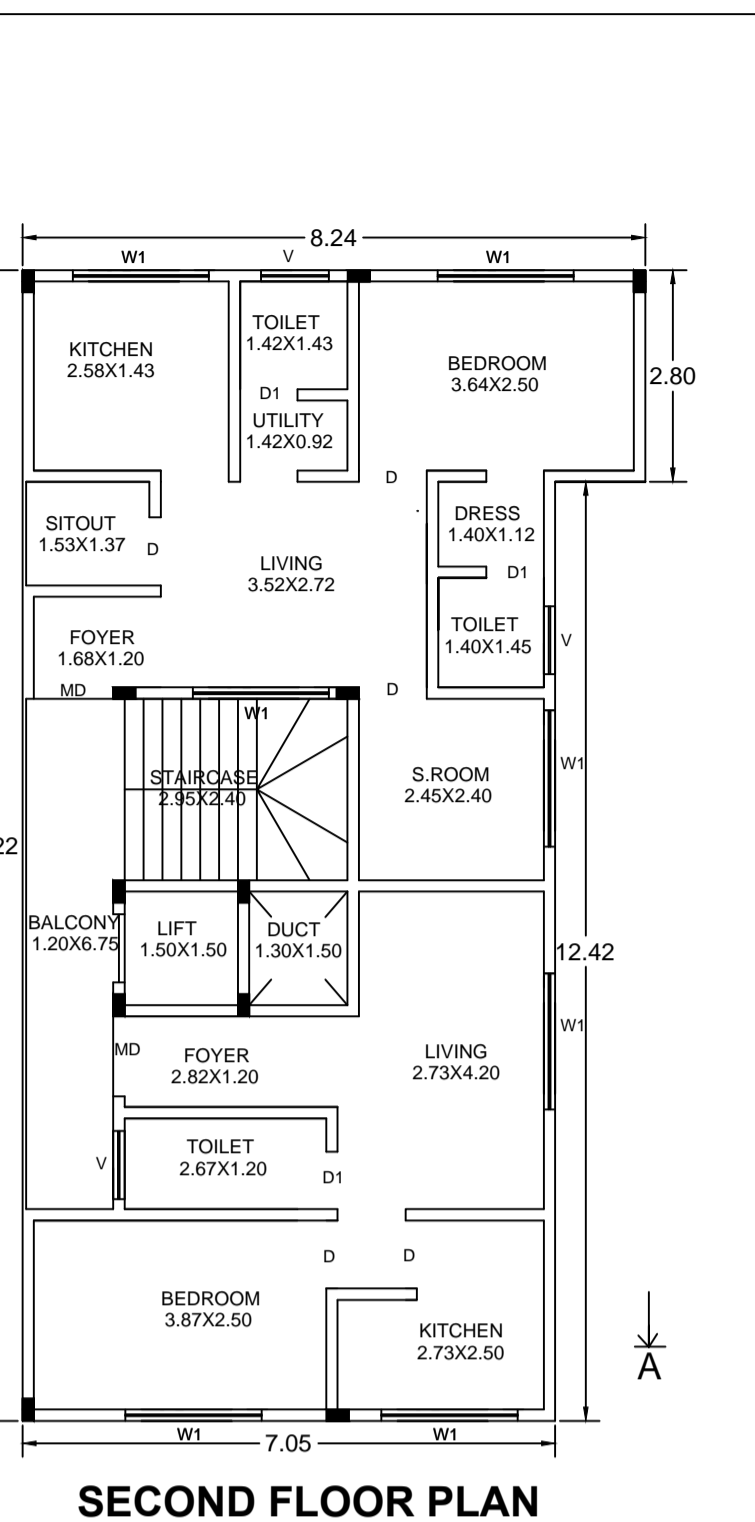 8.24
W1
V
W1
TOILET
1.42X1.43
KITCHEN
2.58X1.43
BEDROOM
3.64X2.50
2.80
D1
UTILITY
1.42X0.92
D
SITOUT
1.53X1.37
D
DRESS
1.40X1.12
LIVING
3.52X2.72
D1
FOYER
1.68X1.20
TOILET
1.40X1.45
V
MD
D
W1
STAIRCASE
2.95X2.40
S.ROOM
2.45X2.40
W1
22
BALCONY
1.20X6.75
LIFT
1.50X1.50
DUCT
1.30X1.50
12.42
W1
MD
FOYER
2.82X1.20
LIVING
2.73X4.20
TOILET
2.67X1.20
V
D1
D
D
BEDROOM
3.87X2.50
KITCHEN
2.73X2.50
A
W1
W1
7.05
SECOND FLOOR PLAN